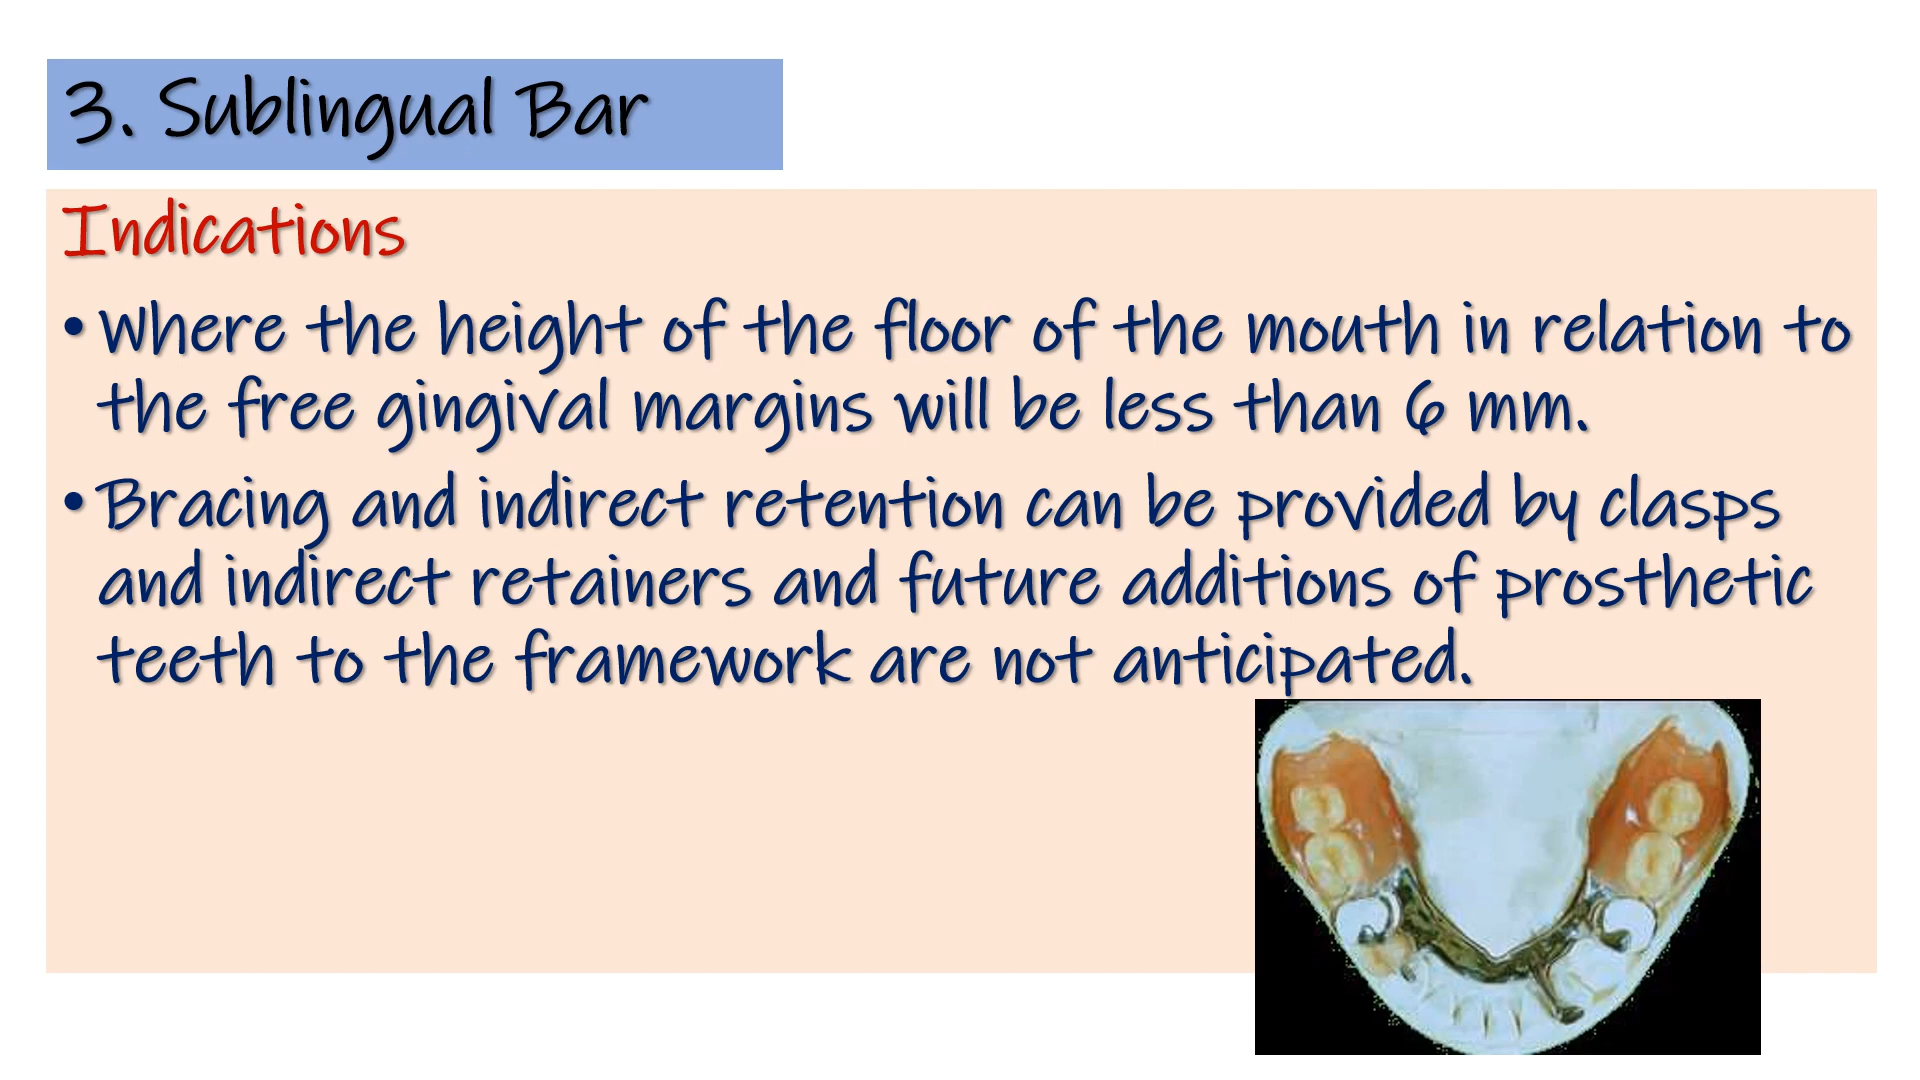 3. Sublingual Bar
Indications
• Where the height of the floor of the mouth in relation to
the free gingival margins will be less than 6 mm.
• Bracing and indirect retention can be provided by clasps
and indirect retainers and future additions of prosthetic
teeth to the framework are not anticipated.